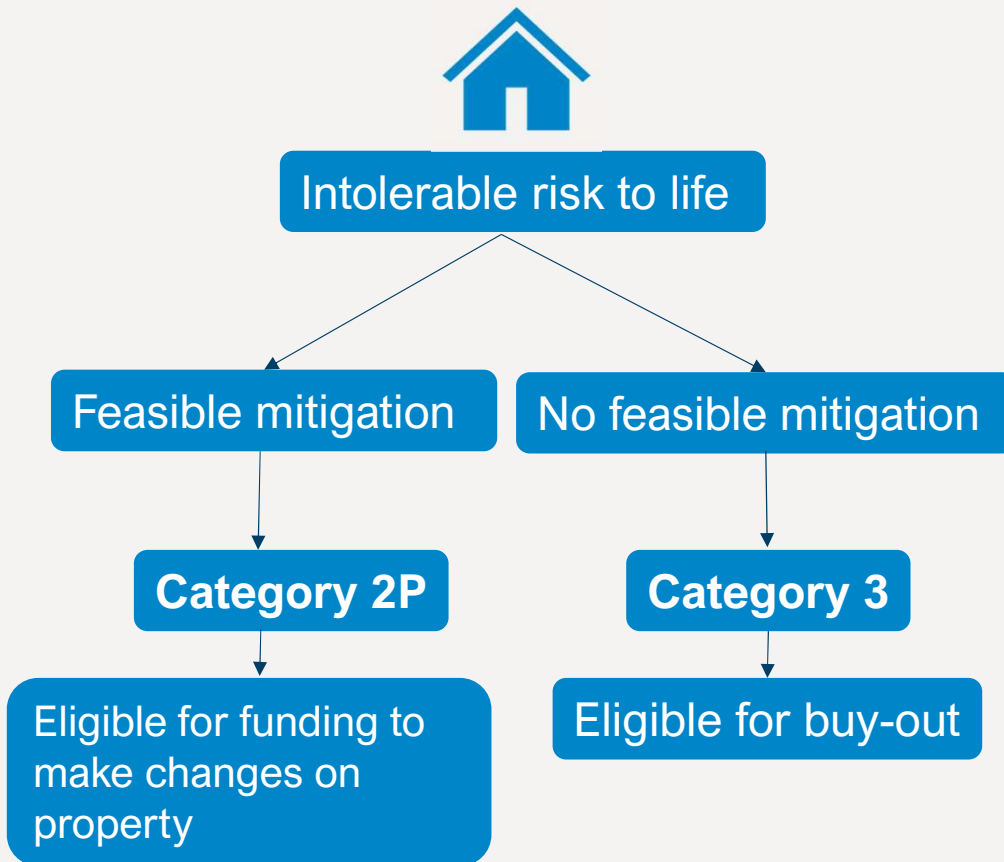 Intolerable risk to life
Feasible mitigation
No feasible mitigation
Category 2P
Category 3
Eligible for funding to
make changes on
property
Eligible for buy-out